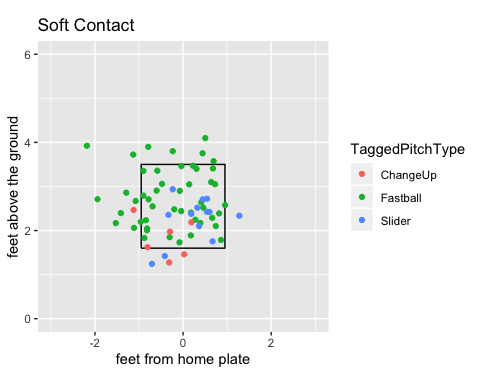 Soft Contact
6
4
2
0
feet above the ground
-2
0
2
feet from home plate
TaggedPitchType
ChangeUp
Fastball
Slider